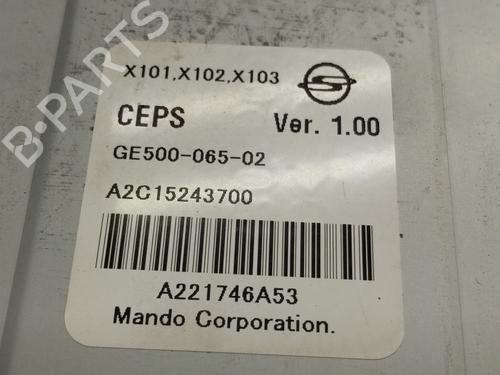 B-PARTS
X101,X102,X103
CEPS Ver. 1.00
GE500-065-02
A2C15243700
A221746A53
Mando Corporation.